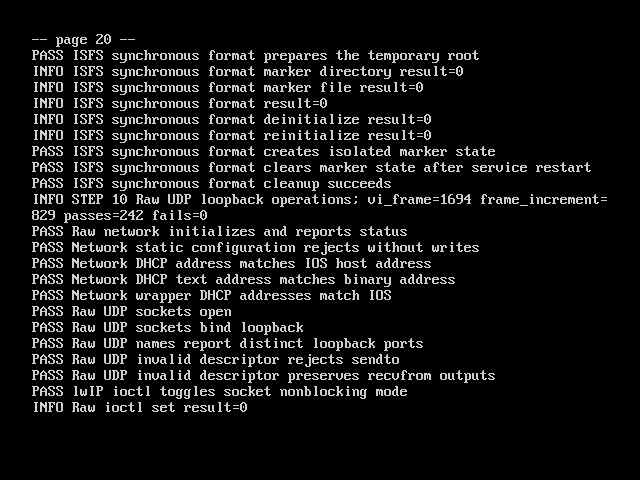 -- page 20 --
PASS ISFS synchronous format prepares the temporary root
INFO ISFS synchronous format marker directory result=0
INFO ISFS synchronous format marker file result=0
INFO ISFS synchronous format result=0
INFO ISFS synchronous format deinitialize result=0
INFO ISFS synchronous format reinitialize result=0
PASS ISFS synchronous format creates isolated marker state
PASS ISFS synchronous format clears marker state after service restart
PASS ISFS synchronous format cleanup succeeds
INFO STEP 10 Raw UDP loopback operations; vi_frame=1694 frame_increment=
829 passes=242 fails=0
PASS Raw network initializes and reports status
PASS Network static configuration rejects without writes
PASS Network DHCP address matches IOS host address
PASS Network DHCP text address matches binary address
PASS Network wrapper DHCP addresses match IOS
PASS Raw UDP sockets open
PASS Raw UDP sockets bind loopback
PASS Raw UDP names report distinct loopback ports
PASS Raw UDP invalid descriptor rejects sendto
PASS Raw UDP invalid descriptor preserves recvfrom outputs
PASS lwIP ioctl toggles socket nonblocking mode
INFO Raw ioctl set result=0